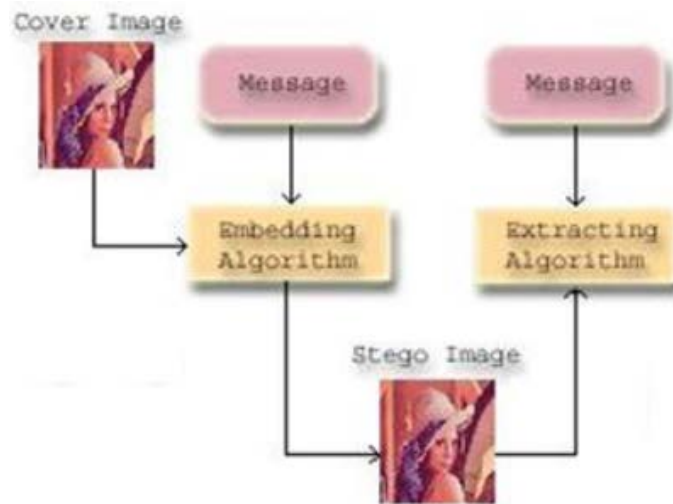 Cover Image
Message
Message
Embedding
Algorithm
Extracting
Algorithm
Stego Image